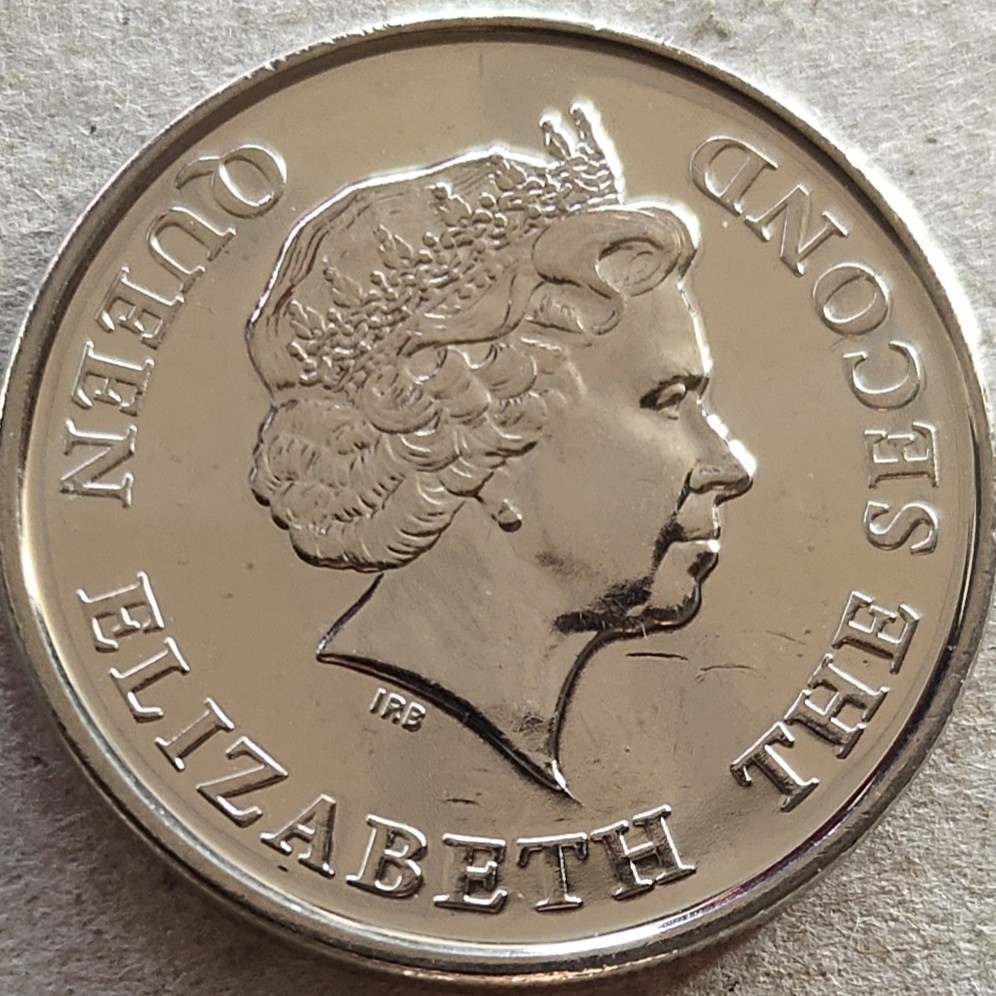 QUEEN ELIZABETH THE SECOND
IRB